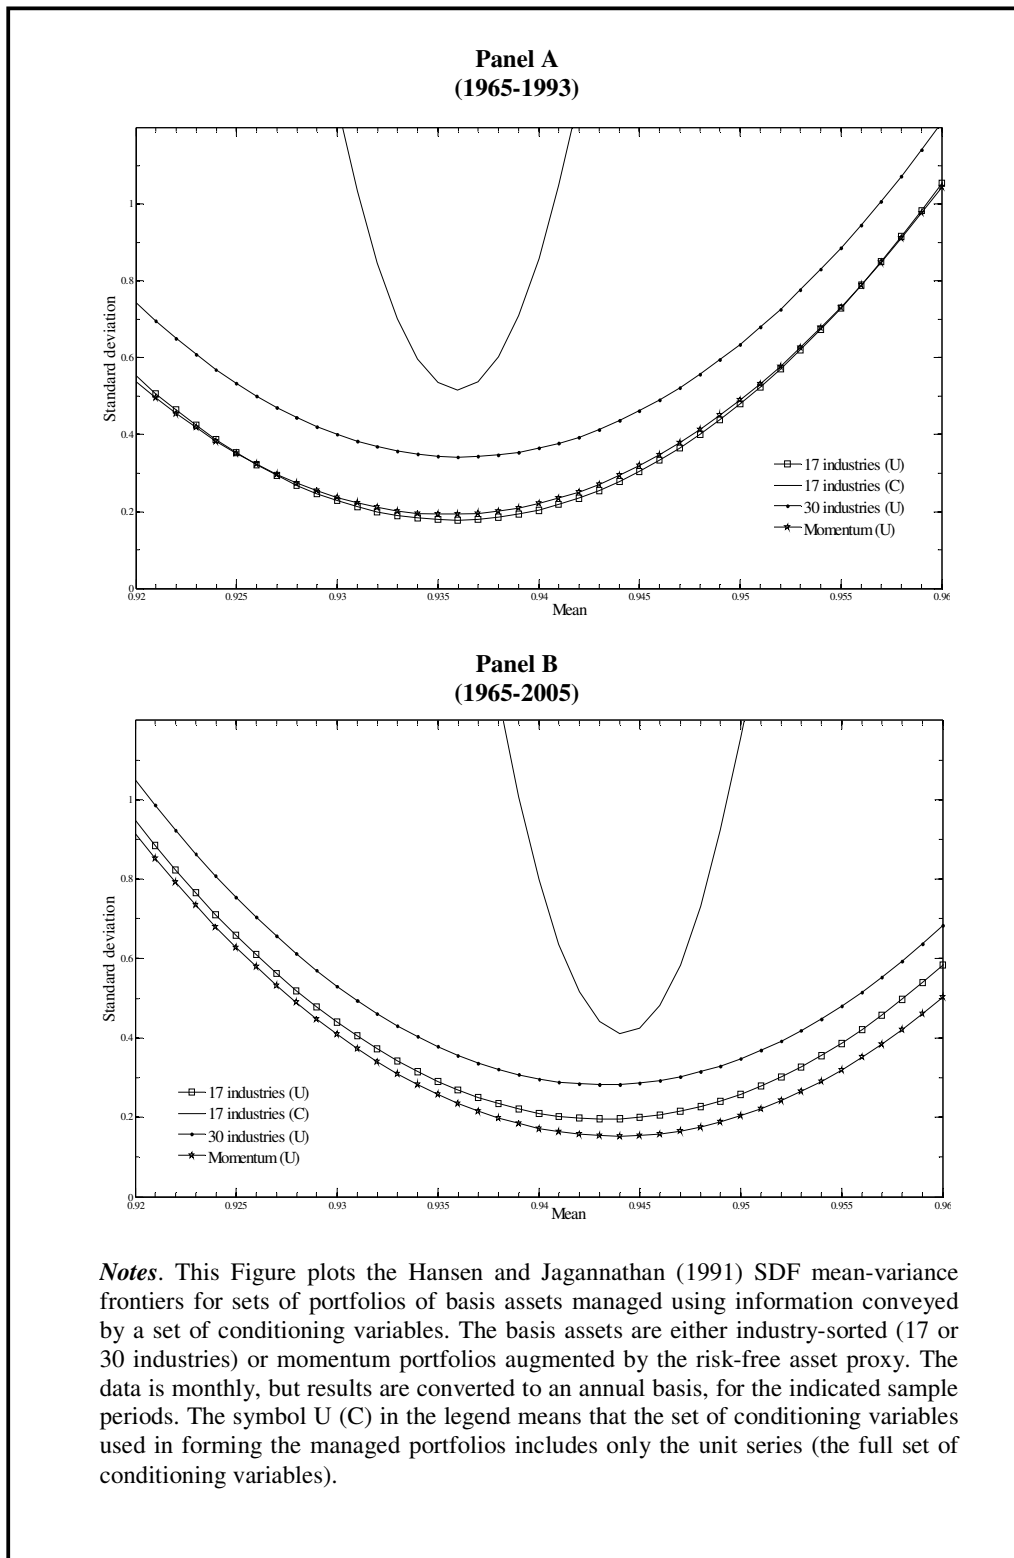 Panel A
(1965-1993)
Standard deviation
1
0.8
0.6
0.4
0.2
0
17 industries (U)
17 industries (C)
30 industries (U)
Momentum (U)
0.92 0.925 0.93 0.935 0.94 0.945 0.95 0.955 0.96
Mean
Panel B
(1965-2005)
Standard deviation
1
0.8
0.6
0.4
0.2
0
17 industries (U)
17 industries (C)
30 industries (U)
Momentum (U)
0.92 0.925 0.93 0.935 0.94 0.945 0.95 0.955 0.96
Mean
Notes. This Figure plots the Hansen and Jagannathan (1991) SDF mean-variance
frontiers for sets of portfolios of basis assets managed using information conveyed
by a set of conditioning variables. The basis assets are either industry-sorted (17 or
30 industries) or momentum portfolios augmented by the risk-free asset proxy. The
data is monthly, but results are converted to an annual basis, for the indicated sample
periods. The symbol U (C) in the legend means that the set of conditioning variables
used in forming the managed portfolios includes only the unit series (the full set of
conditioning variables).